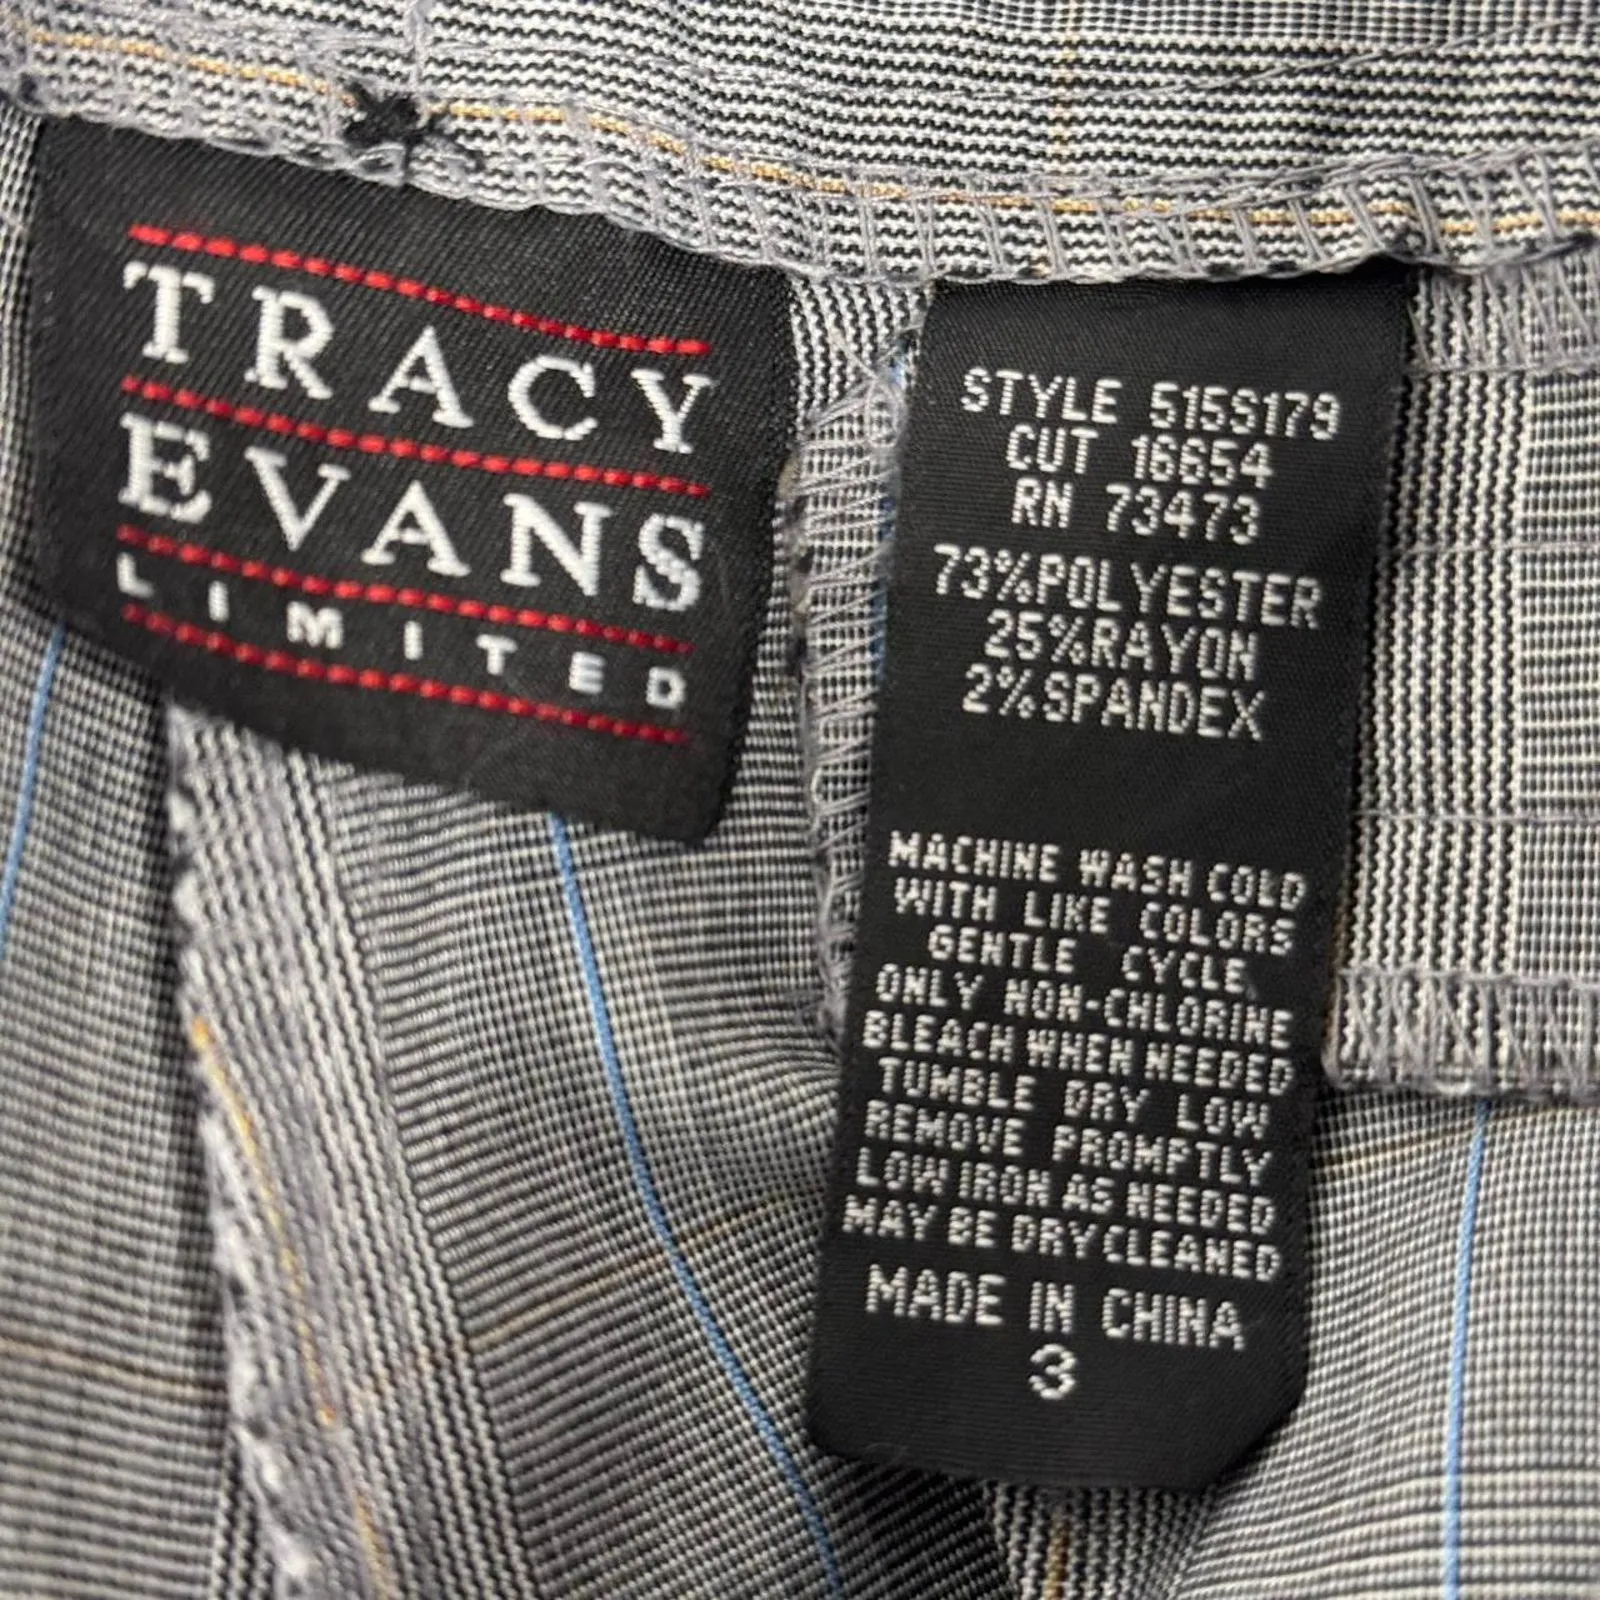 TRACY
EVANS
LIMITED
STYLE 515S179
CUT 16654
RN 73473
73%POLYESTER
25%RAYON
2%SPANDEX
MACHINE WASH COLD
WITH LIKE COLORS
GENTLE CYCLE
ONLY NON-CHLORINE
BLEACH WHEN NEEDED
TUMBLE DRY LOW
REMOVE PROMPTLY
LOW IRON AS NEEDED
MAY BE DRYCLEANED
MADE IN CHINA
3